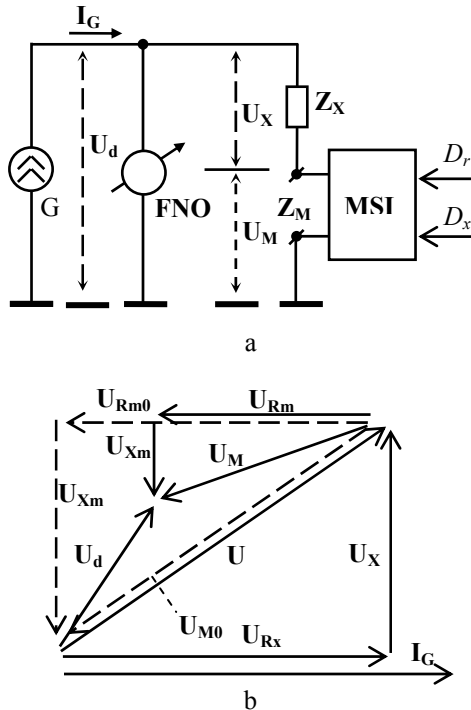 I_G
U_X
Z_X
U_d
D_r
G
FNO
Z_M
MSI
U_M
D_x
a
U_Rm0
U_Rm
U_Xm
U_M
U_Xm
U_d
U
U_X
U_M0
U_Rx
I_G
b